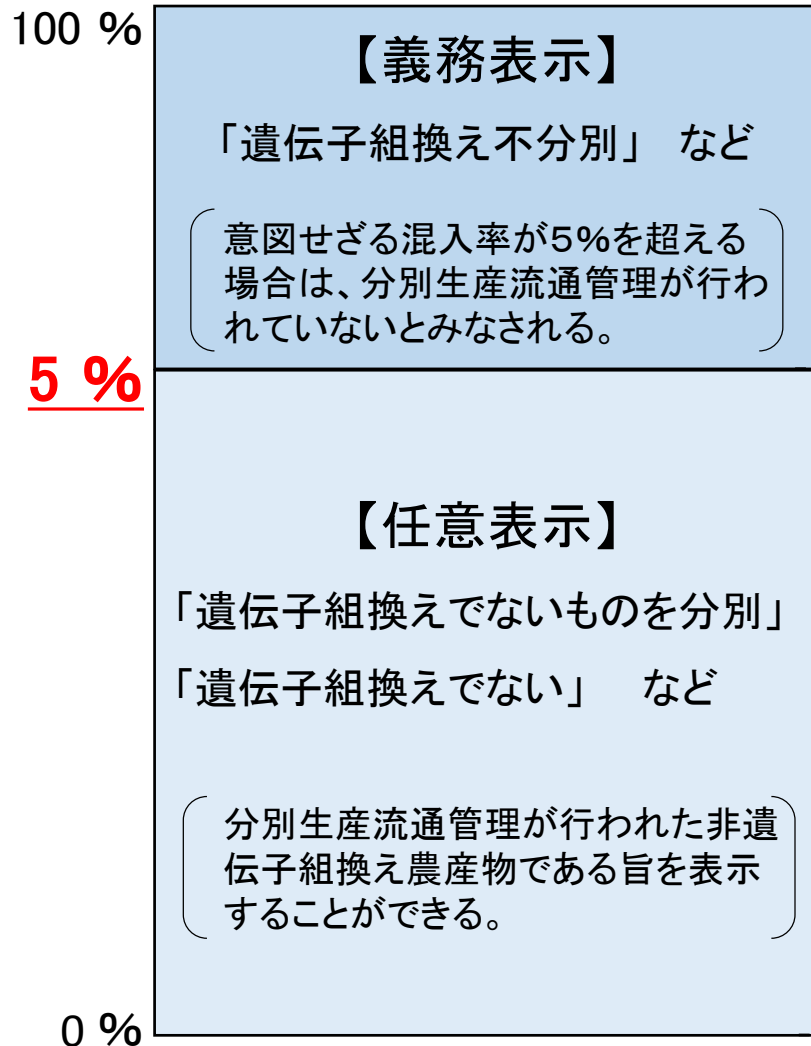 100 %
【義務表示】
「遺伝子組換え不分別」 など
意図せざる混入率が5%を超える
場合は、分別生産流通管理が行わ
れていないとみなされる。
5 %
【任意表示】
「遺伝子組換えでないものを分別」
「遺伝子組換えでない」 など
分別生産流通管理が行われた非遺
伝子組換え農産物である旨を表示
することができる。
0 %